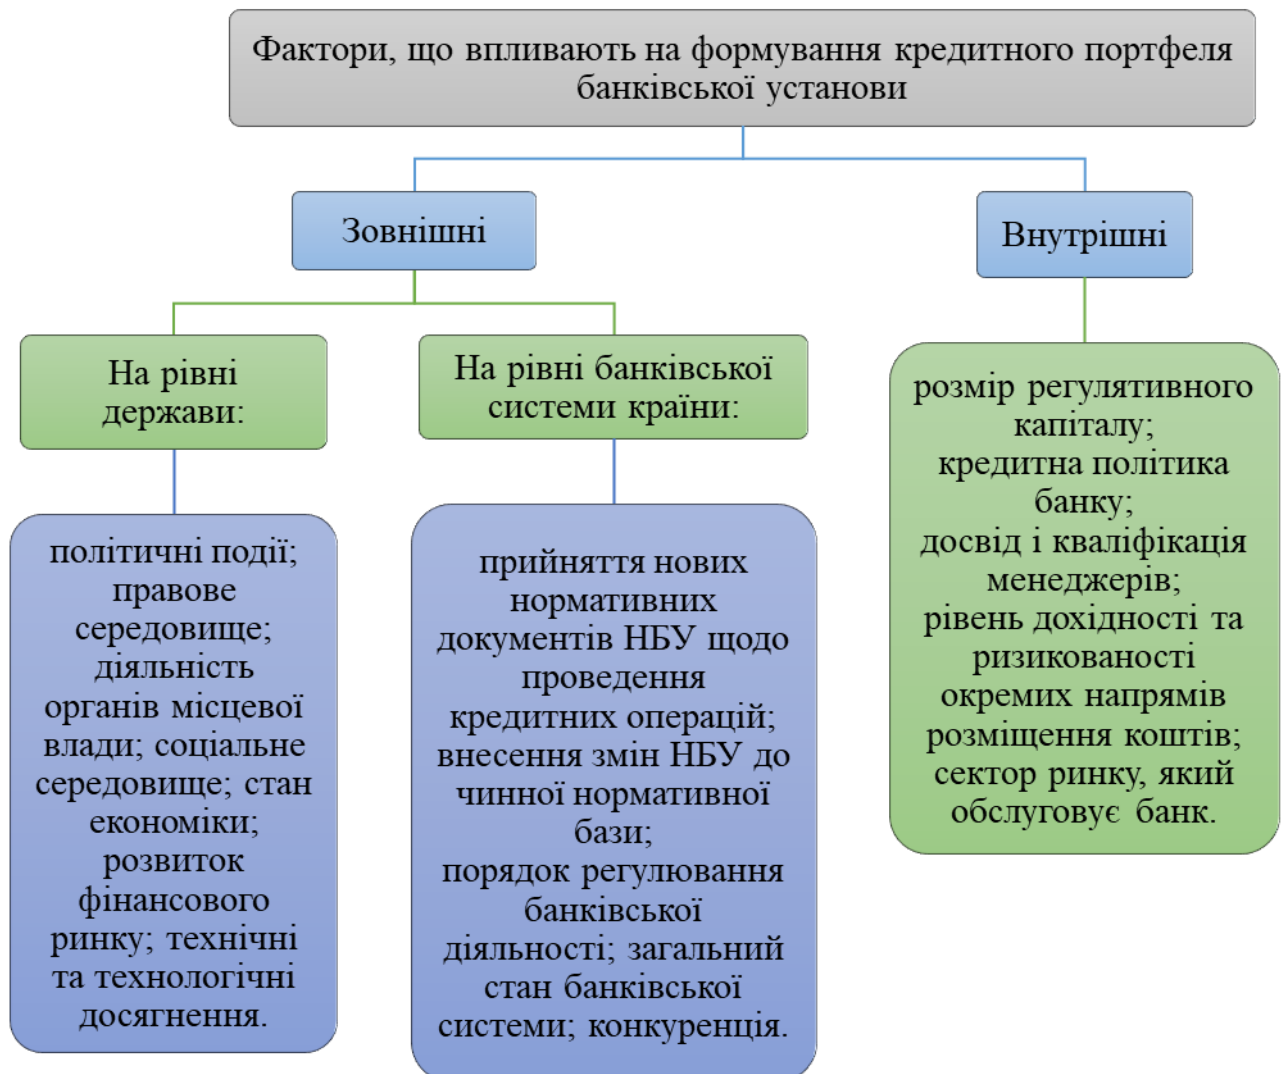 Фактори, що впливають на формування кредитного портфеля
банківської установи
Зовнішні
Внутрішні
На рівні
держави:
На рівні банківської
системи країни:
політичні події;
правове
середовище;
діяльність
органів місцевої
влади; соціальне
середовище; стан
економіки;
розвиток
фінансового
ринку; технічні
та технологічні
досягнення.
прийняття нових
нормативних
документів НБУ щодо
проведення
кредитних операцій;
внесення змін НБУ до
чинної нормативної
бази;
порядок регулювання
банківської
діяльності; загальний
стан банківської
системи; конкуренція.
розмір регулятивного
капіталу;
кредитна політика
банку;
досвід і кваліфікація
менеджерів;
рівень дохідності та
ризикованості
окремих напрямів
розміщення коштів;
сектор ринку, який
обслуговує банк.